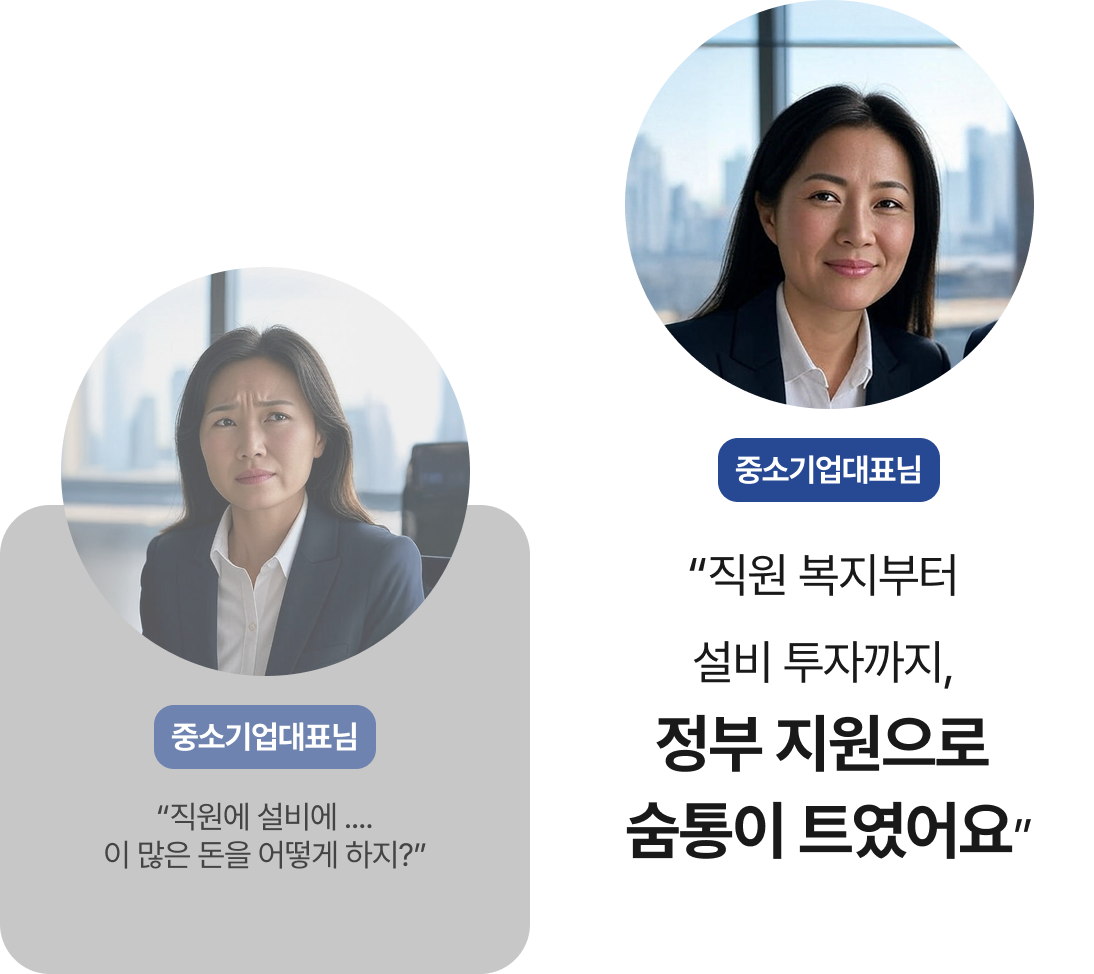 중소기업대표님
“직원에 설비에 ....
이 많은 돈을 어떻게 하지?”
중소기업대표님
“직원 복지부터
설비 투자까지,
정부 지원으로
숨통이 트였어요”